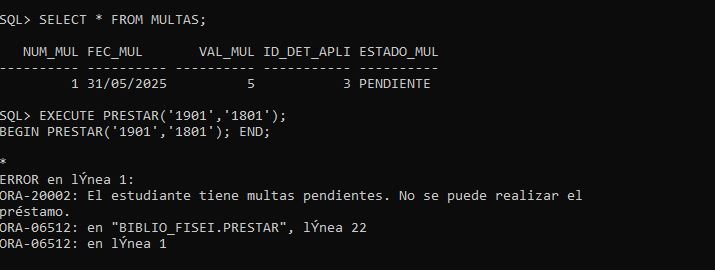 SQL> SELECT * FROM MULTAS;
NUM_MUL FEC_MUL VAL_MUL ID_DET_APLI ESTADO_MUL
---------- ---------- ---------- ----------- ----------
1 31/05/2025 5 3 PENDIENTE
SQL> EXECUTE PRESTAR('1901','1801');
BEGIN PRESTAR('1901','1801'); END;
*
ERROR en lÝnea 1:
ORA-20002: El estudiante tiene multas pendientes. No se puede realizar el
préstamo.
ORA-06512: en "BIBLIO_FISEI.PRESTAR", lÝnea 22
ORA-06512: en lÝnea 1